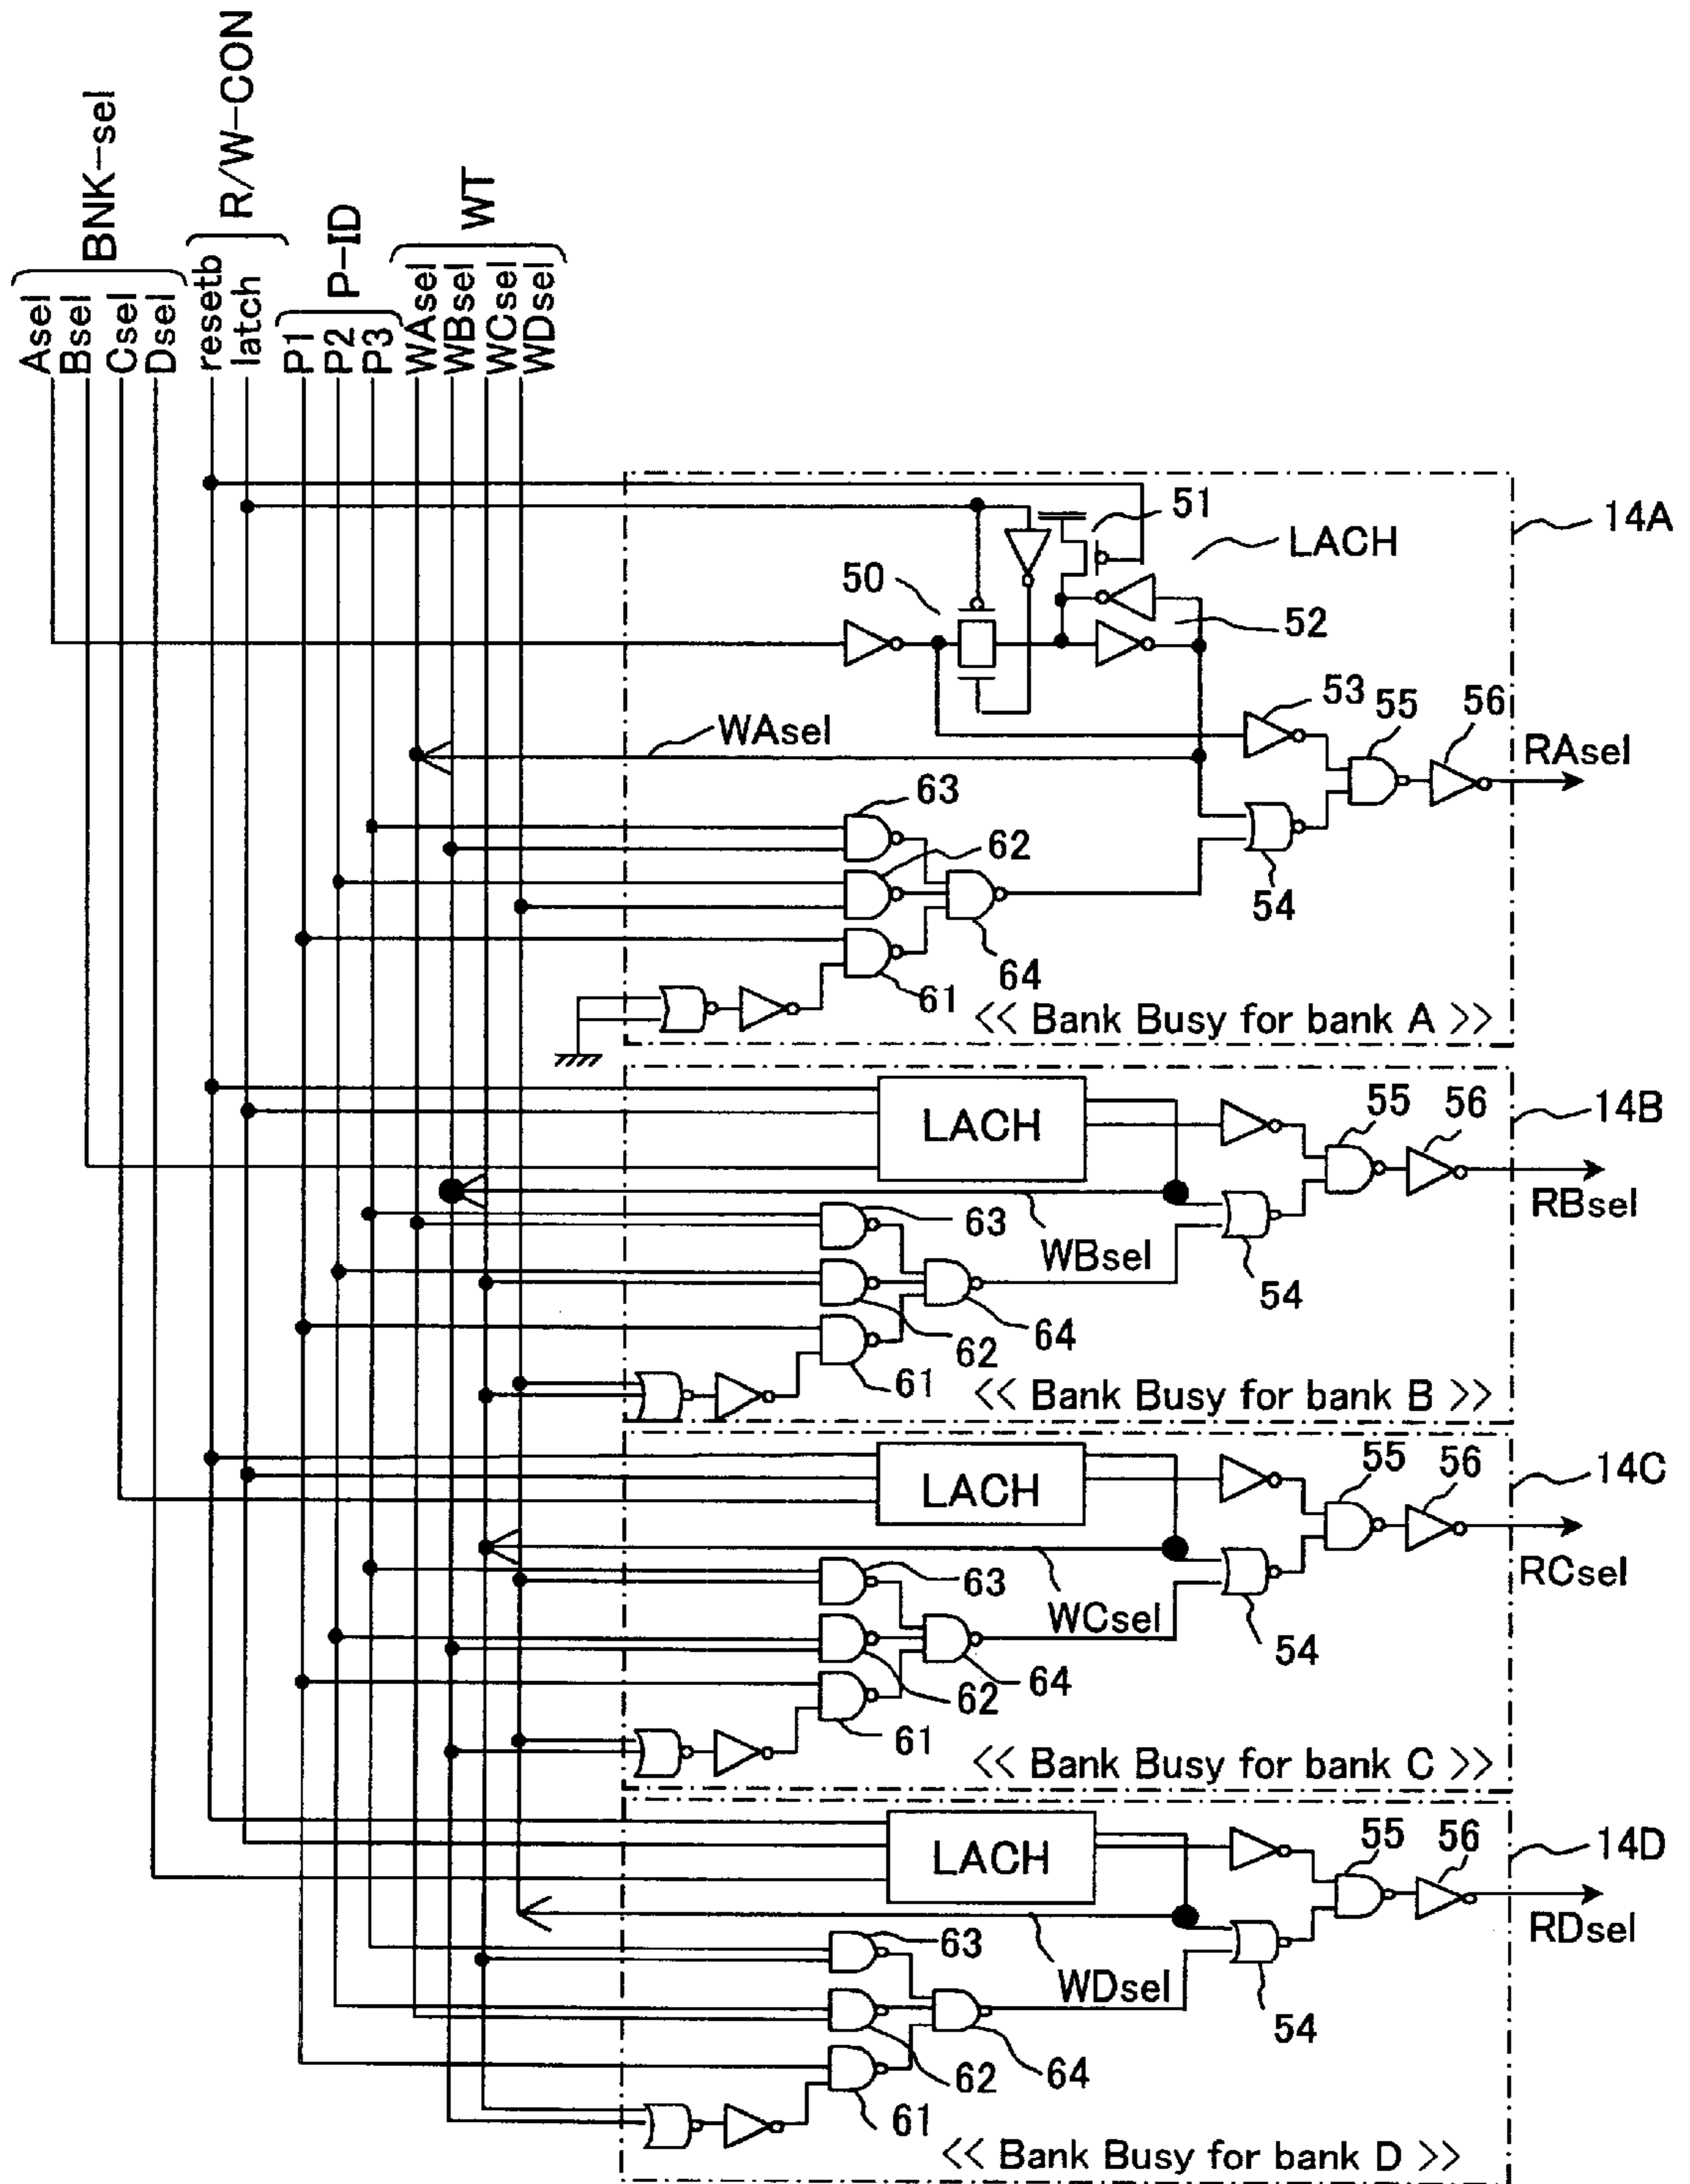 BNK-sel
R/W-CON
P-ID
WT
Asel
Bsel
Csel
Dsel
resetb
latch
P1
P2
P3
WAsel
WBsel
WCsel
WDsel
51
LACH
14A
50
52
53
55
56
WAsel
RAsel
63
62
54
64
61
<< Bank Busy for bank A >>
LACH
55
56
14B
RBsel
63
WBsel
54
64
62
61
<< Bank Busy for bank B >>
LACH
55
56
14C
RCsel
63
WCsel
54
64
62
61
<< Bank Busy for bank C >>
LACH
55
56
14D
RDsel
63
WDsel
54
64
62
61
<< Bank Busy for bank D >>